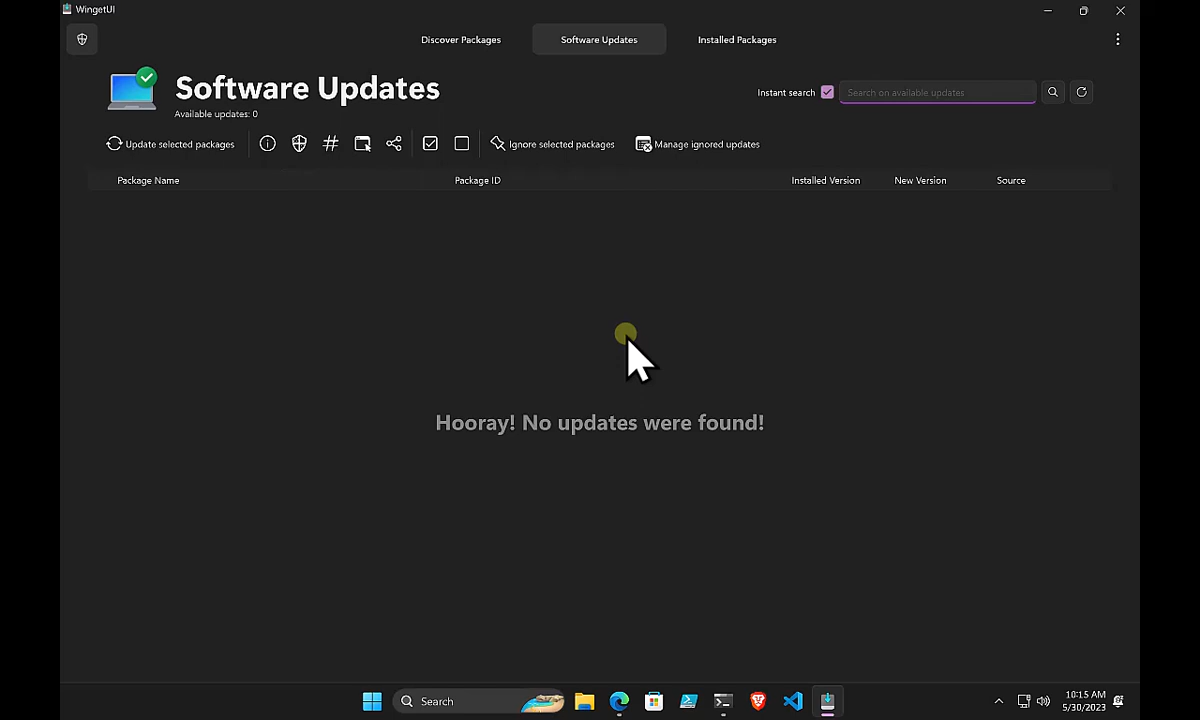 WingetUI
Discover Packages
Software Updates
Installed Packages
Software Updates
Available updates: 0
Instant search
Search on available updates
Update selected packages
Ignore selected packages
Manage ignored updates
Package Name
Package ID
Installed Version
New Version
Source
Hooray! No updates were found!
Search
10:15 AM
5/30/2023